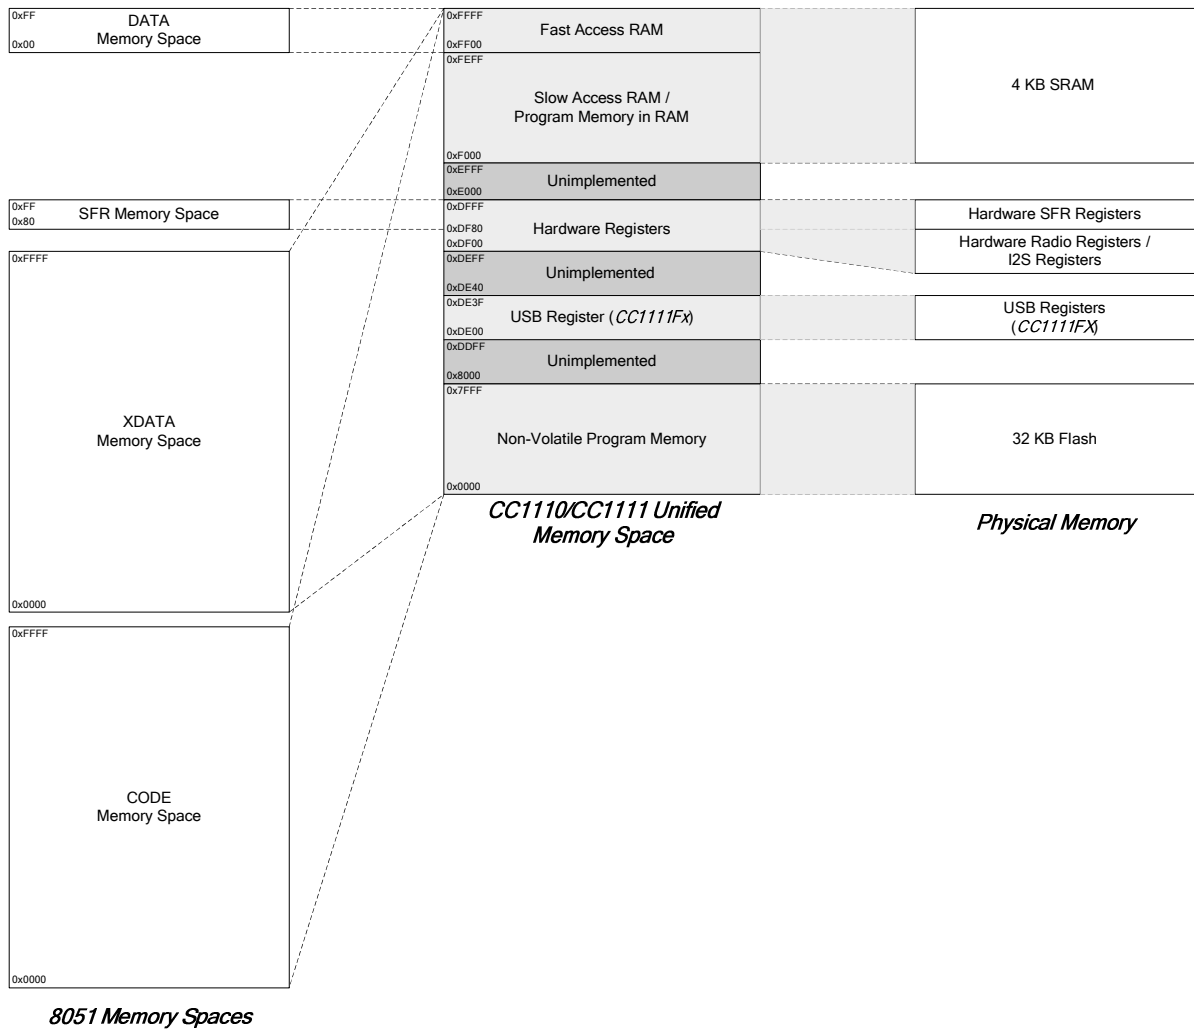 0xFF
DATA
Memory Space
0x00
0xFF
SFR Memory Space
0x80
0xFFFF
XDATA
Memory Space
0x0000
0xFFFF
CODE
Memory Space
0x0000
8051 Memory Spaces
0xFFFF
Fast Access RAM
0xFF00
0xFEFF
Slow Access RAM /
Program Memory in RAM
0xF000
0xEFFF
Unimplemented
0xE000
0xDFFF
Hardware Registers
0xDF80
0xDF00
0xDEFF
Unimplemented
0xDE40
0xDE3F
USB Register (CC1111Fx)
0xDE00
0xDDFF
Unimplemented
0x8000
0x7FFF
Non-Volatile Program Memory
0x0000
CC1110/CC1111 Unified
Memory Space
4 KB SRAM
Hardware SFR Registers
Hardware Radio Registers /
I2S Registers
USB Registers
(CC1111FX)
32 KB Flash
Physical Memory